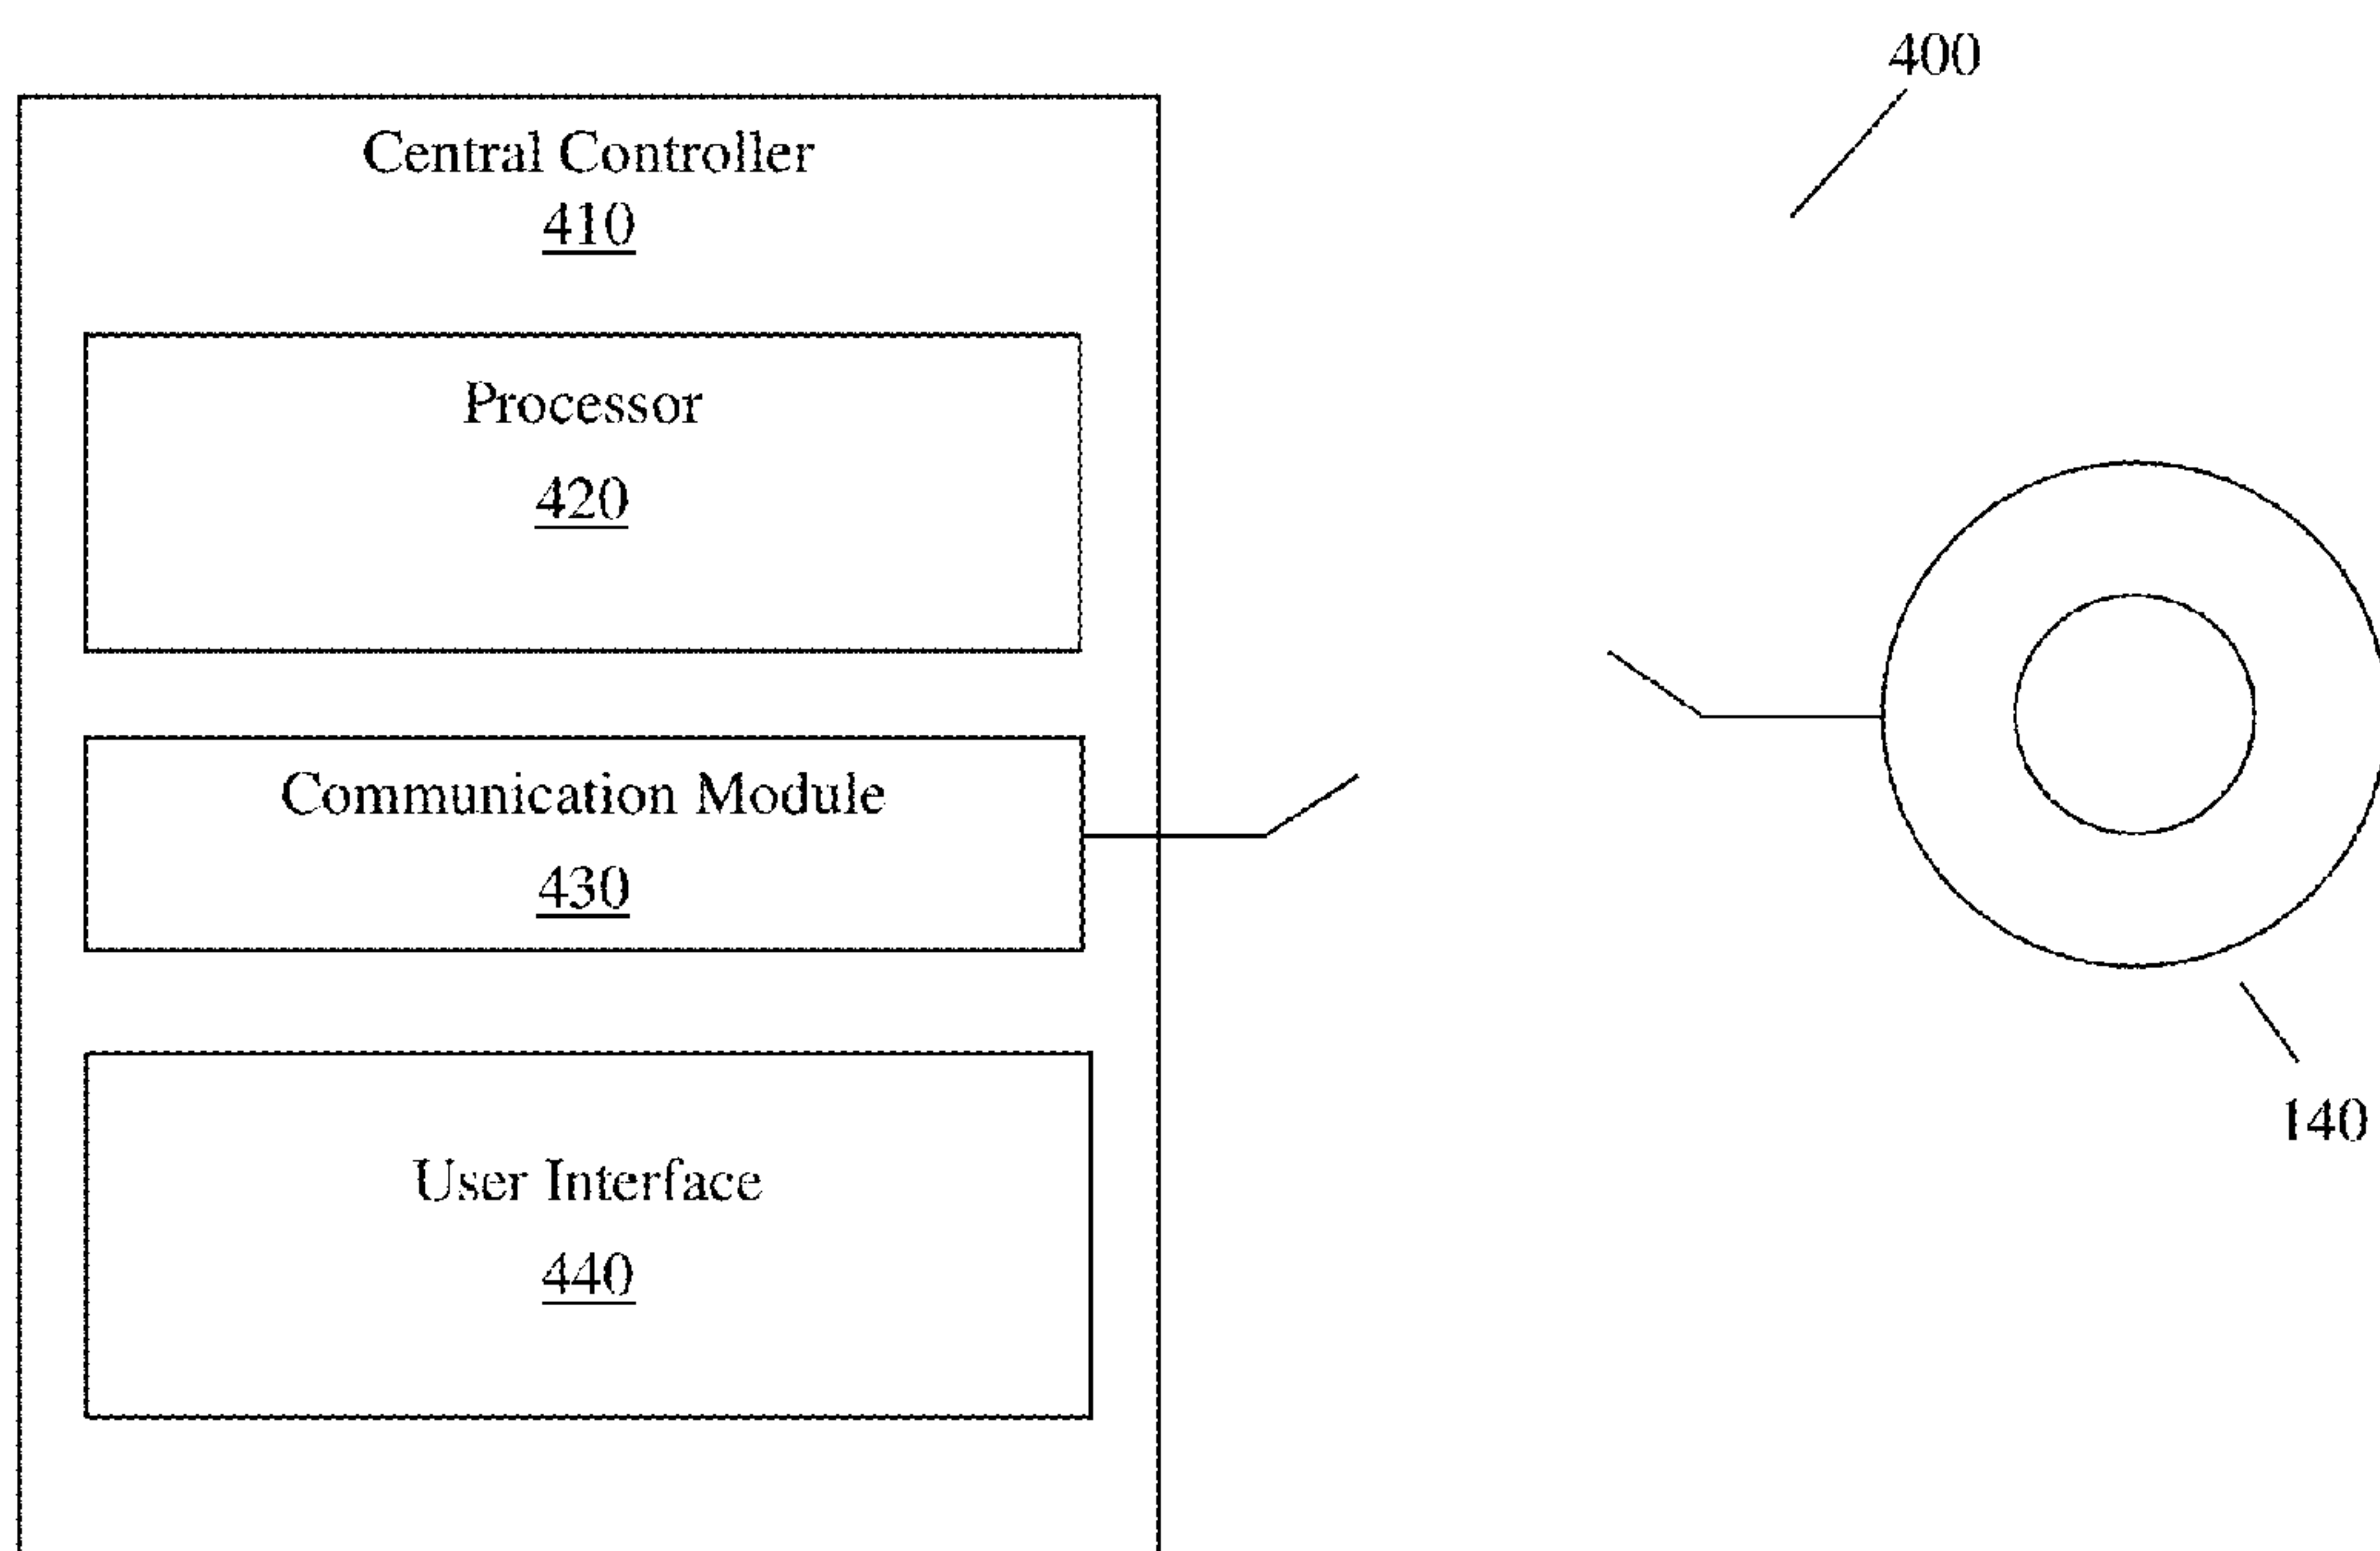 400
Central Controller
410
Processor
420
Communication Module
430
User Interface
440
140